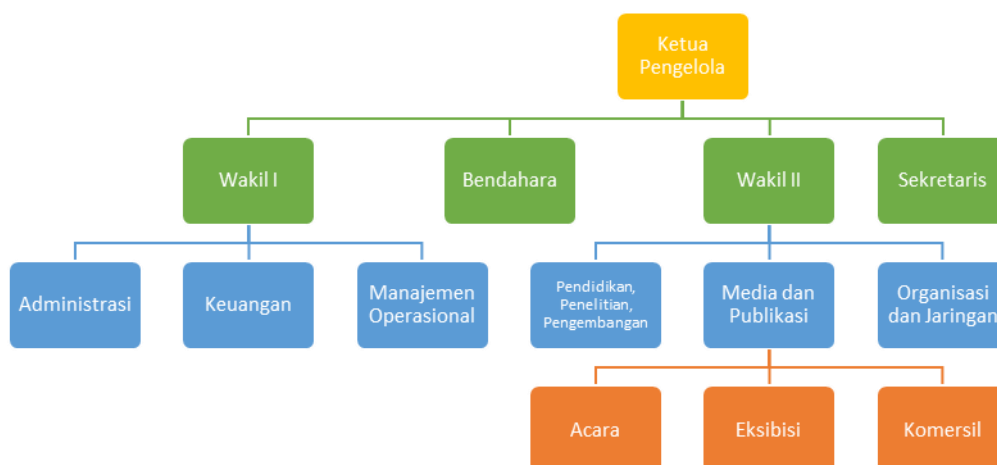 Ketua
Pengelola
Wakil I
Bendahara
Wakil II
Sekretaris
Administrasi
Keuangan
Manajemen
Operasional
Pendidikan,
Penelitian,
Pengembangan
Media dan
Publikasi
Organisasi
dan Jaringan
Acara
Eksibisi
Komersil